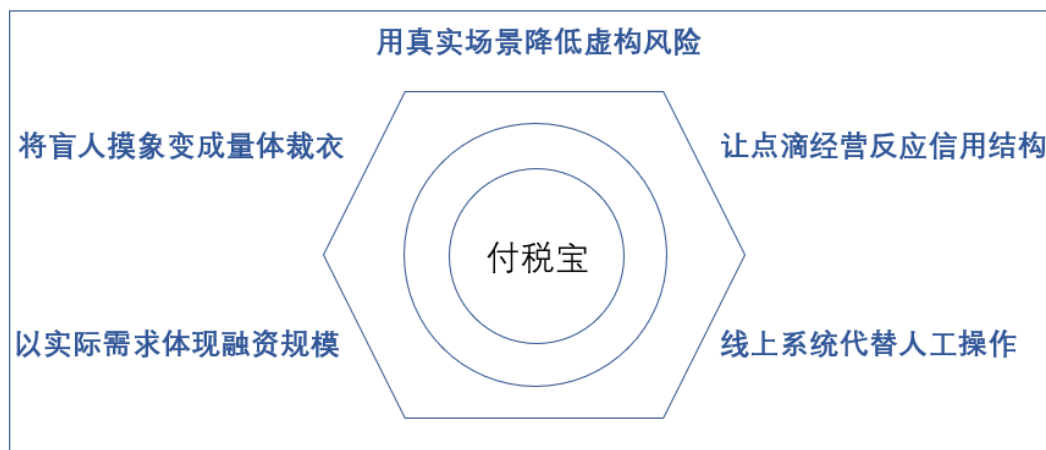 用真实场景降低虚构风险
将盲人摸象变成量体裁衣
让点滴经营反应信用结构
付税宝
以实际需求体现融资规模
线上系统代替人工操作